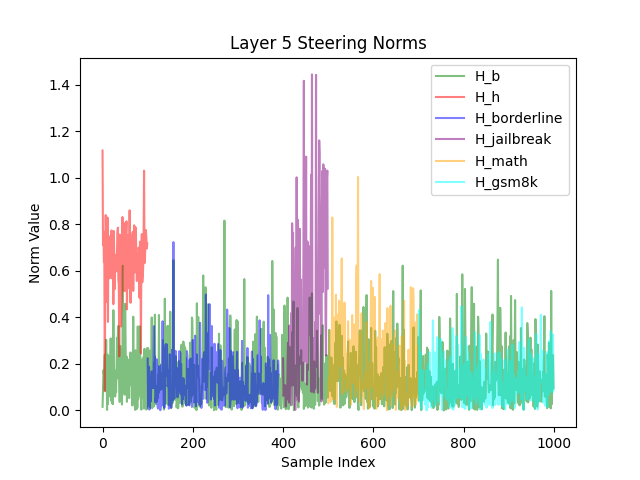 Layer 5 Steering Norms
Norm Value
1.4
1.2
1.0
0.8
0.6
0.4
0.2
0.0
H_b
H_h
H_borderline
H_jailbreak
H_math
H_gsm8k
0
200
400
600
800
1000
Sample Index